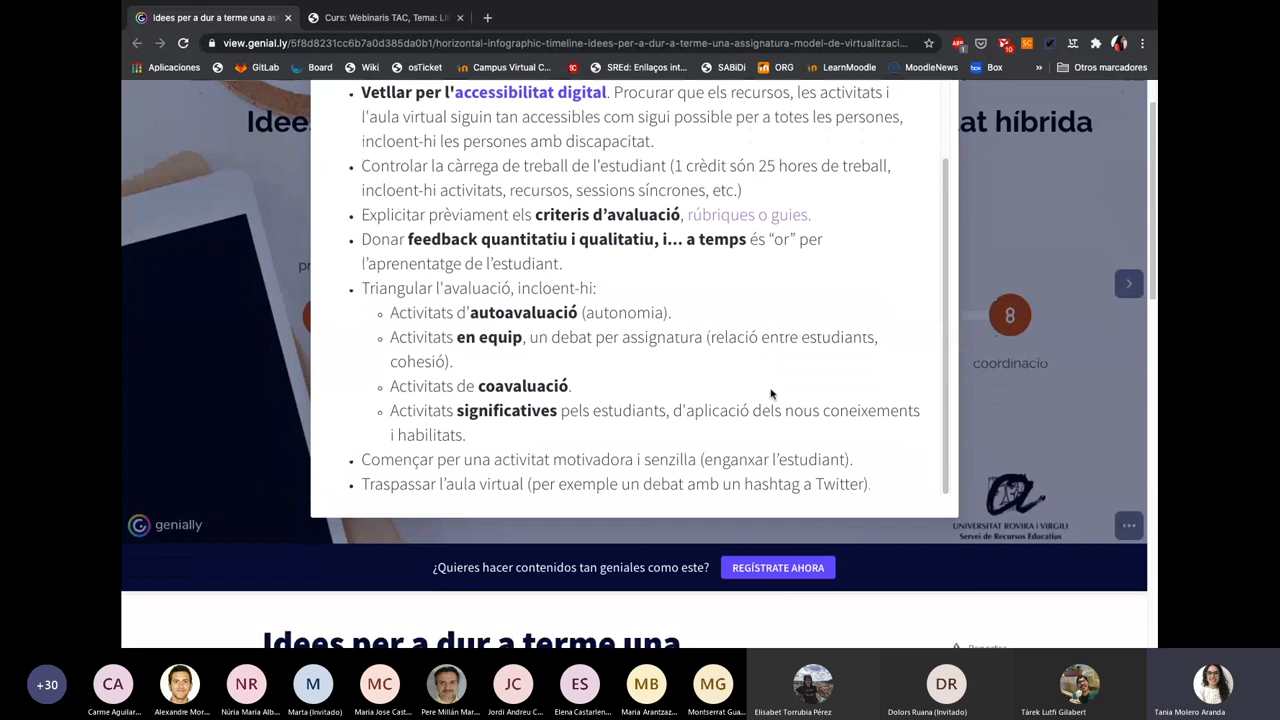 Idees per a dur a terme una as
Curs: Webinaris TAC, Tema: Ll
view.genial.ly/5f8d8231cc6b7a0d385da0b1/horizontal-infographic-timeline-idees-per-a-dur-a-terme-una-assignatura-model-de-virtualitzaci...
Aplicaciones
GitLab
Board
Wiki
osTicket
Campus Virtual C...
SREd: Enllaços int...
SABiDi
ORG
LearnMoodle
MoodleNews
Box
»
Otros marcadores
Idees
at híbrida
• Vetllar per l'accessibilitat digital. Procurar que els recursos, les activitats i
l'aula virtual siguin tan accessibles com sigui possible per a totes les persones,
incloent-hi les persones amb discapacitat.
• Controlar la càrrega de treball de l'estudiant (1 crèdit són 25 hores de treball,
incloent-hi activitats, recursos, sessions síncrones, etc.)
• Explicitar prèviament els criteris d’avaluació, rúbriques o guies.
• Donar feedback quantitatiu i qualitatiu, i... a temps és “or” per
l’aprenentatge de l’estudiant.
• Triangular l'avaluació, incloent-hi:
◦ Activitats d'autoavaluació (autonomia).
◦ Activitats en equip, un debat per assignatura (relació entre estudiants,
cohesió).
◦ Activitats de coavaluació.
◦ Activitats significatives pels estudiants, d'aplicació dels nous coneixements
i habilitats.
• Començar per una activitat motivadora i senzilla (enganxar l’estudiant).
• Traspassar l’aula virtual (per exemple un debat amb un hashtag a Twitter).
pr
8
coordinacio
genially
UNIVERSITAT ROVIRA i VIRGILI
Servei de Recursos Educatius
¿Quieres hacer contenidos tan geniales como este?
REGÍSTRATE AHORA
Idees per a dur a terme una
+30
CA
NR
M
MC
JC
ES
MB
MG
DR
Carme Aguilar...
Alexandre Mor...
Núria Maria Alb...
Marta (Invitado)
Maria Jose Cast...
Pere Millán Mar...
Jordi Andreu C...
Elena Castarlen...
Maria Arantzaz...
Montserrat Gua...
Elisabet Torrubia Pérez
Dolors Ruana (Invitado)
Tàrek Lutfi Gilabert
Tania Molero Aranda